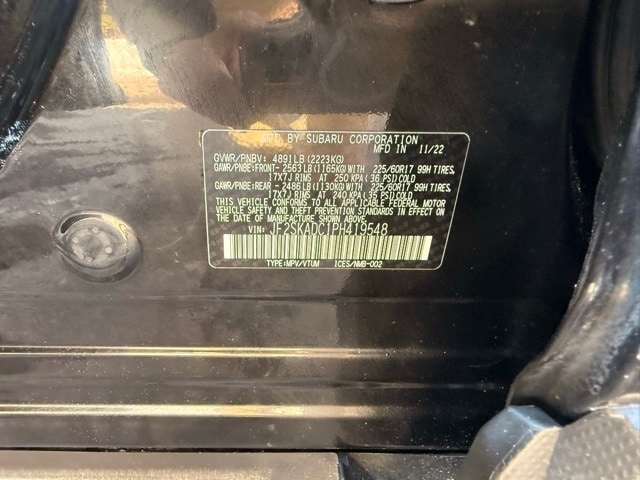 MFD BY SUBARU CORPORATION
MFD IN 11/22
GVWR/PNBV: 4891LB (2223KG)
GAWR/PNBE:FRONT- 2563LB(1165KG)WITH 225/60R17 99H TIRES,
17X7J RIMS AT 250 KPA(36 PSI)COLD
GAWR/PNBE:REAR - 2486LB(1130KG)WITH 225/60R17 99H TIRES,
17X7J RIMS AT 240 KPA(35 PSI)COLD
THIS VEHICLE CONFORMS TO ALL APPLICABLE FEDERAL MOTOR
VEHICLE SAFETY STANDARDS IN EFFECT ON THE DATE OF
MANUFACTURE SHOWN ABOVE.
VIN: JF2SKADC1PH419548
TYPE:MPV/VTUM ICES/NMB-002